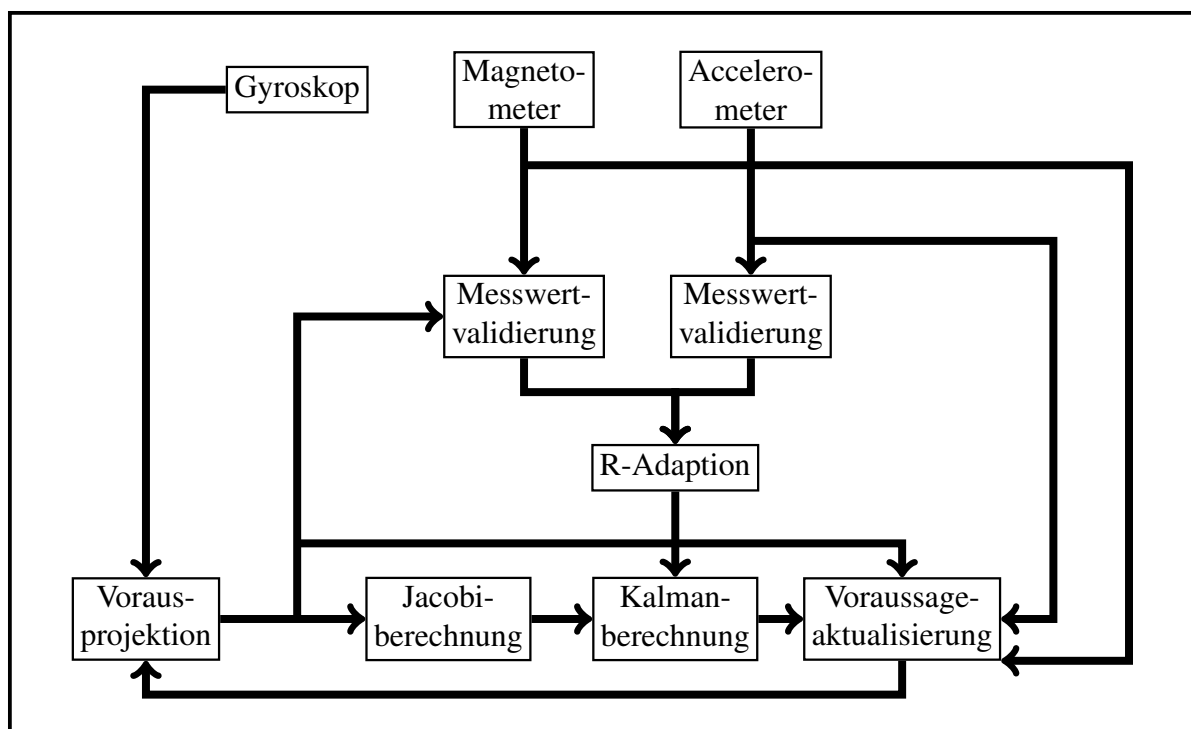 Gyroskop
Magneto-
meter
Accelero-
meter
Messwert-
validierung
Messwert-
validierung
R-Adaption
Voraus-
projektion
Jacobi-
berechnung
Kalman-
berechnung
Voraussage-
aktualisierung